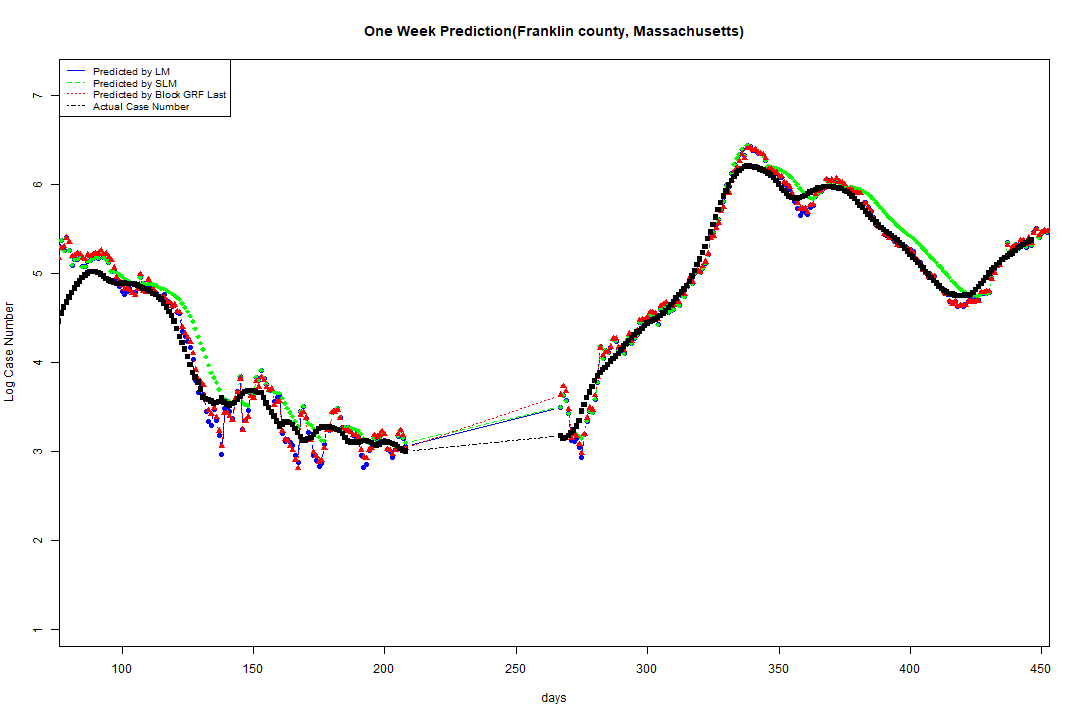 One Week Prediction(Franklin county, Massachusetts)
Predicted by LM
Predicted by SLM
Predicted by Block GRF Last
Actual Case Number
Log Case Number
7
6
5
4
3
2
1
100 150 200 250 300 350 400 450
days